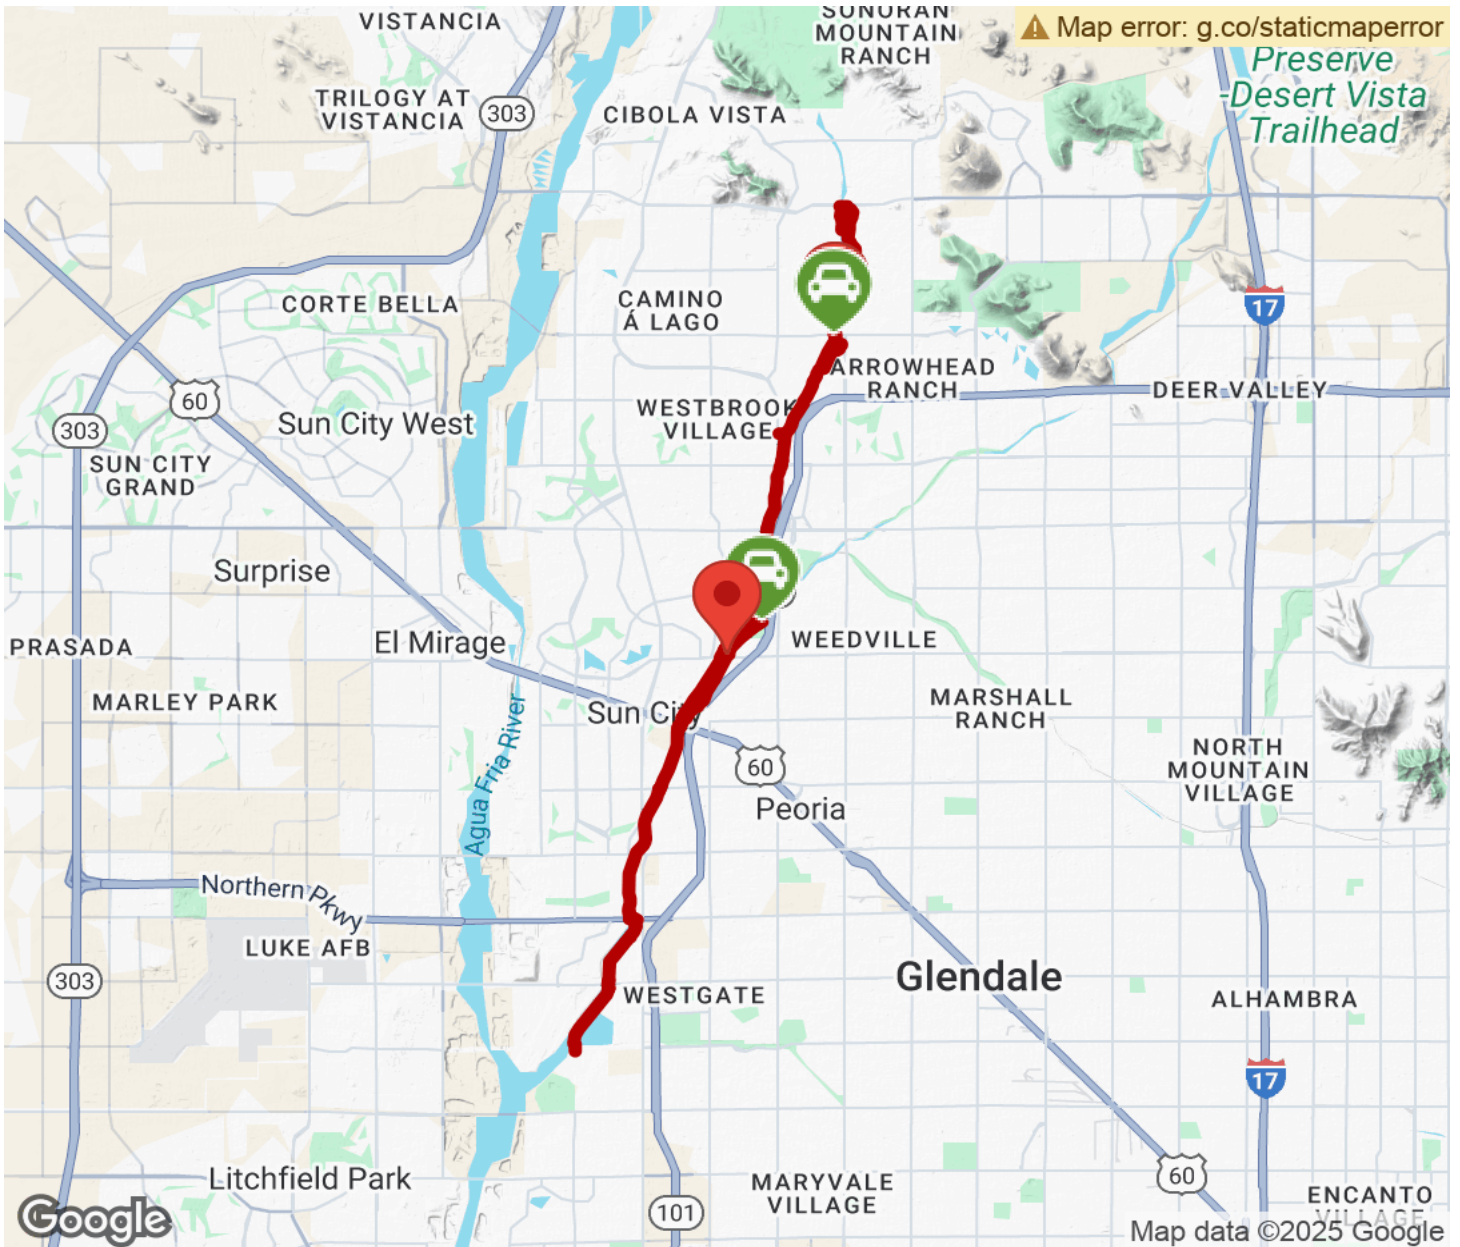 VISTANCIA
SONORAN
MOUNTAIN
RANCH
Map error: g.co/staticmaperror
Preserve
-Desert Vista
Trailhead
TRILOGY AT
VISTANCIA
303
CIBOLA VISTA
CORTE BELLA
CAMINO
Á LAGO
17
ARROWHEAD
RANCH
DEER VALLEY
60
WESTBROOK
VILLAGE
303
Sun City West
SUN CITY
GRAND
Surprise
El Mirage
WEEDVILLE
PRASADA
MARLEY PARK
Sun City
MARSHALL
RANCH
Agua Fria River
60
NORTH
MOUNTAIN
VILLAGE
Peoria
Northern Pkwy
LUKE AFB
303
WESTGATE
Glendale
ALHAMBRA
17
Litchfield Park
MARYVALE
VILLAGE
60
101
ENCANTO
VILLAGE
Google
Map data ©2025 Google